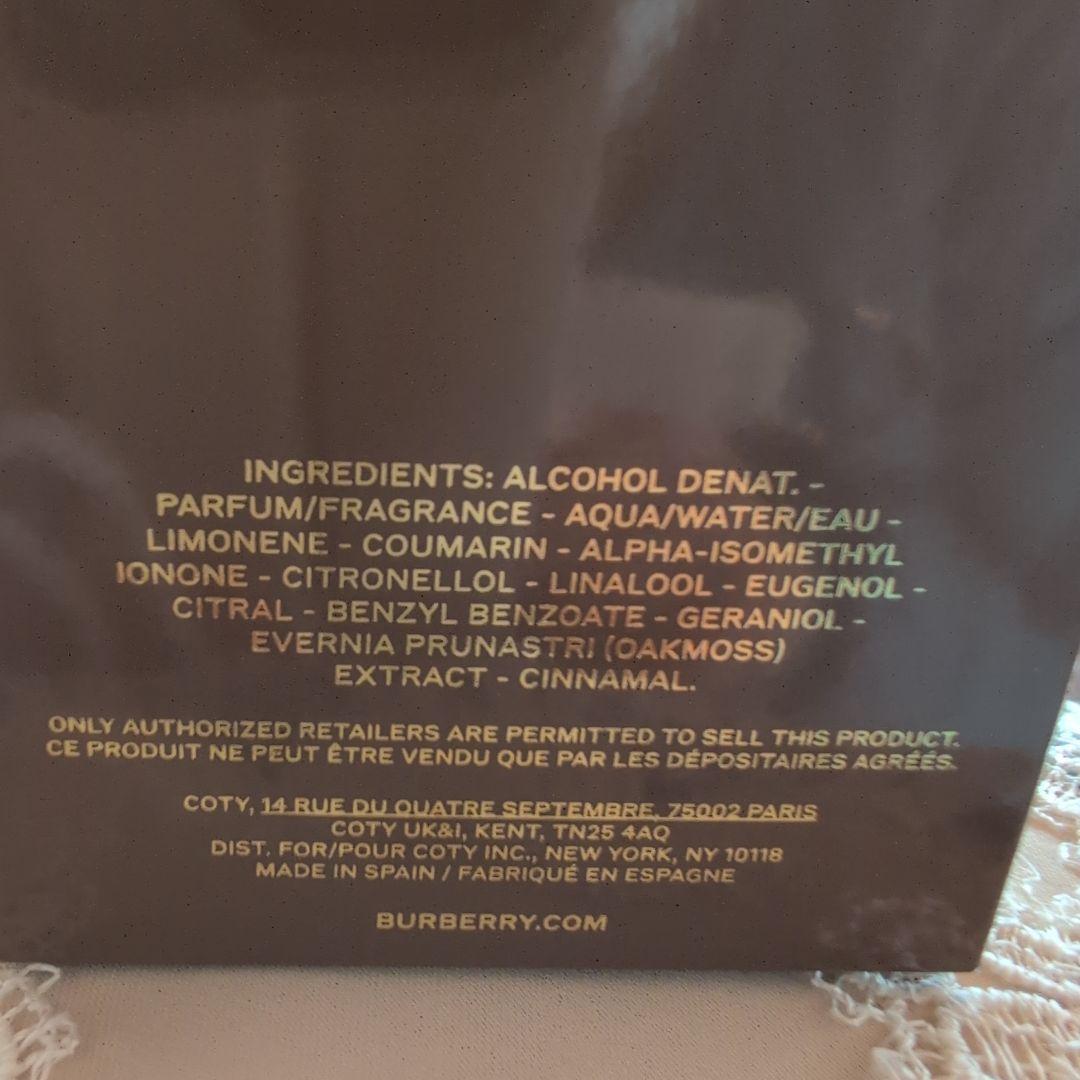 INGREDIENTS: ALCOHOL DENAT. -
PARFUM/FRAGRANCE - AQUA/WATER/EAU -
LIMONENE - COUMARIN - ALPHA-ISOMETHYL
IONONE - CITRONELLOL - LINALOOL - EUGENOL -
CITRAL - BENZYL BENZOATE - GERANIOL -
EVERNIA PRUNASTRI (OAKMOSS)
EXTRACT - CINNAMAL.
ONLY AUTHORIZED RETAILERS ARE PERMITTED TO SELL THIS PRODUCT.
CE PRODUIT NE PEUT ÊTRE VENDU QUE PAR LES DÉPOSITAIRES AGRÉÉS.
COTY, 14 RUE DU QUATRE SEPTEMBRE, 75002 PARIS
COTY UK&I, KENT, TN25 4AQ
DIST. FOR/POUR COTY INC., NEW YORK, NY 10118
MADE IN SPAIN / FABRIQUÉ EN ESPAGNE
BURBERRY.COM